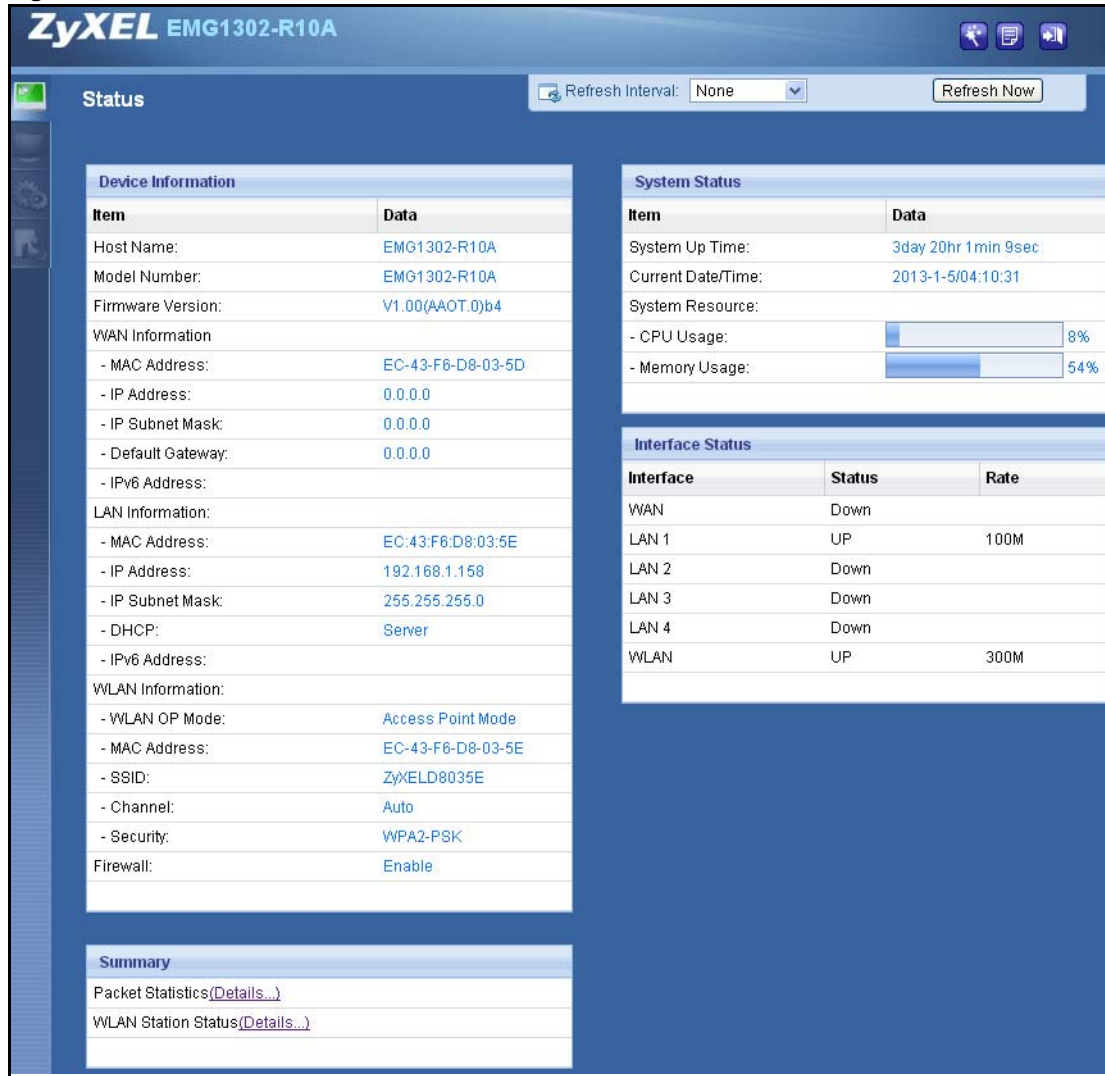 ZyXEL EMG1302-R10A
Status
Refresh Interval: None
Refresh Now
Device Information
Item Data
Host Name: EMG1302-R10A
Model Number: EMG1302-R10A
Firmware Version: V1.00(AAOT.0)b4
WAN Information
- MAC Address: EC-43-F6-D8-03-5D
- IP Address: 0.0.0.0
- IP Subnet Mask: 0.0.0.0
- Default Gateway: 0.0.0.0
- IPv6 Address:
LAN Information:
- MAC Address: EC:43:F6:D8:03:5E
- IP Address: 192.168.1.158
- IP Subnet Mask: 255.255.255.0
- DHCP: Server
- IPv6 Address:
WLAN Information:
- WLAN OP Mode: Access Point Mode
- MAC Address: EC-43-F6-D8-03-5E
- SSID: ZyXELD8035E
- Channel: Auto
- Security: WPA2-PSK
Firewall: Enable
Summary
Packet Statistics(Details...)
WLAN Station Status(Details...)
System Status
Item Data
System Up Time: 3day 20hr 1min 9sec
Current Date/Time: 2013-1-5/04:10:31
System Resource:
- CPU Usage: 8%
- Memory Usage: 54%
Interface Status
Interface Status Rate
WAN Down
LAN 1 UP 100M
LAN 2 Down
LAN 3 Down
LAN 4 Down
WLAN UP 300M